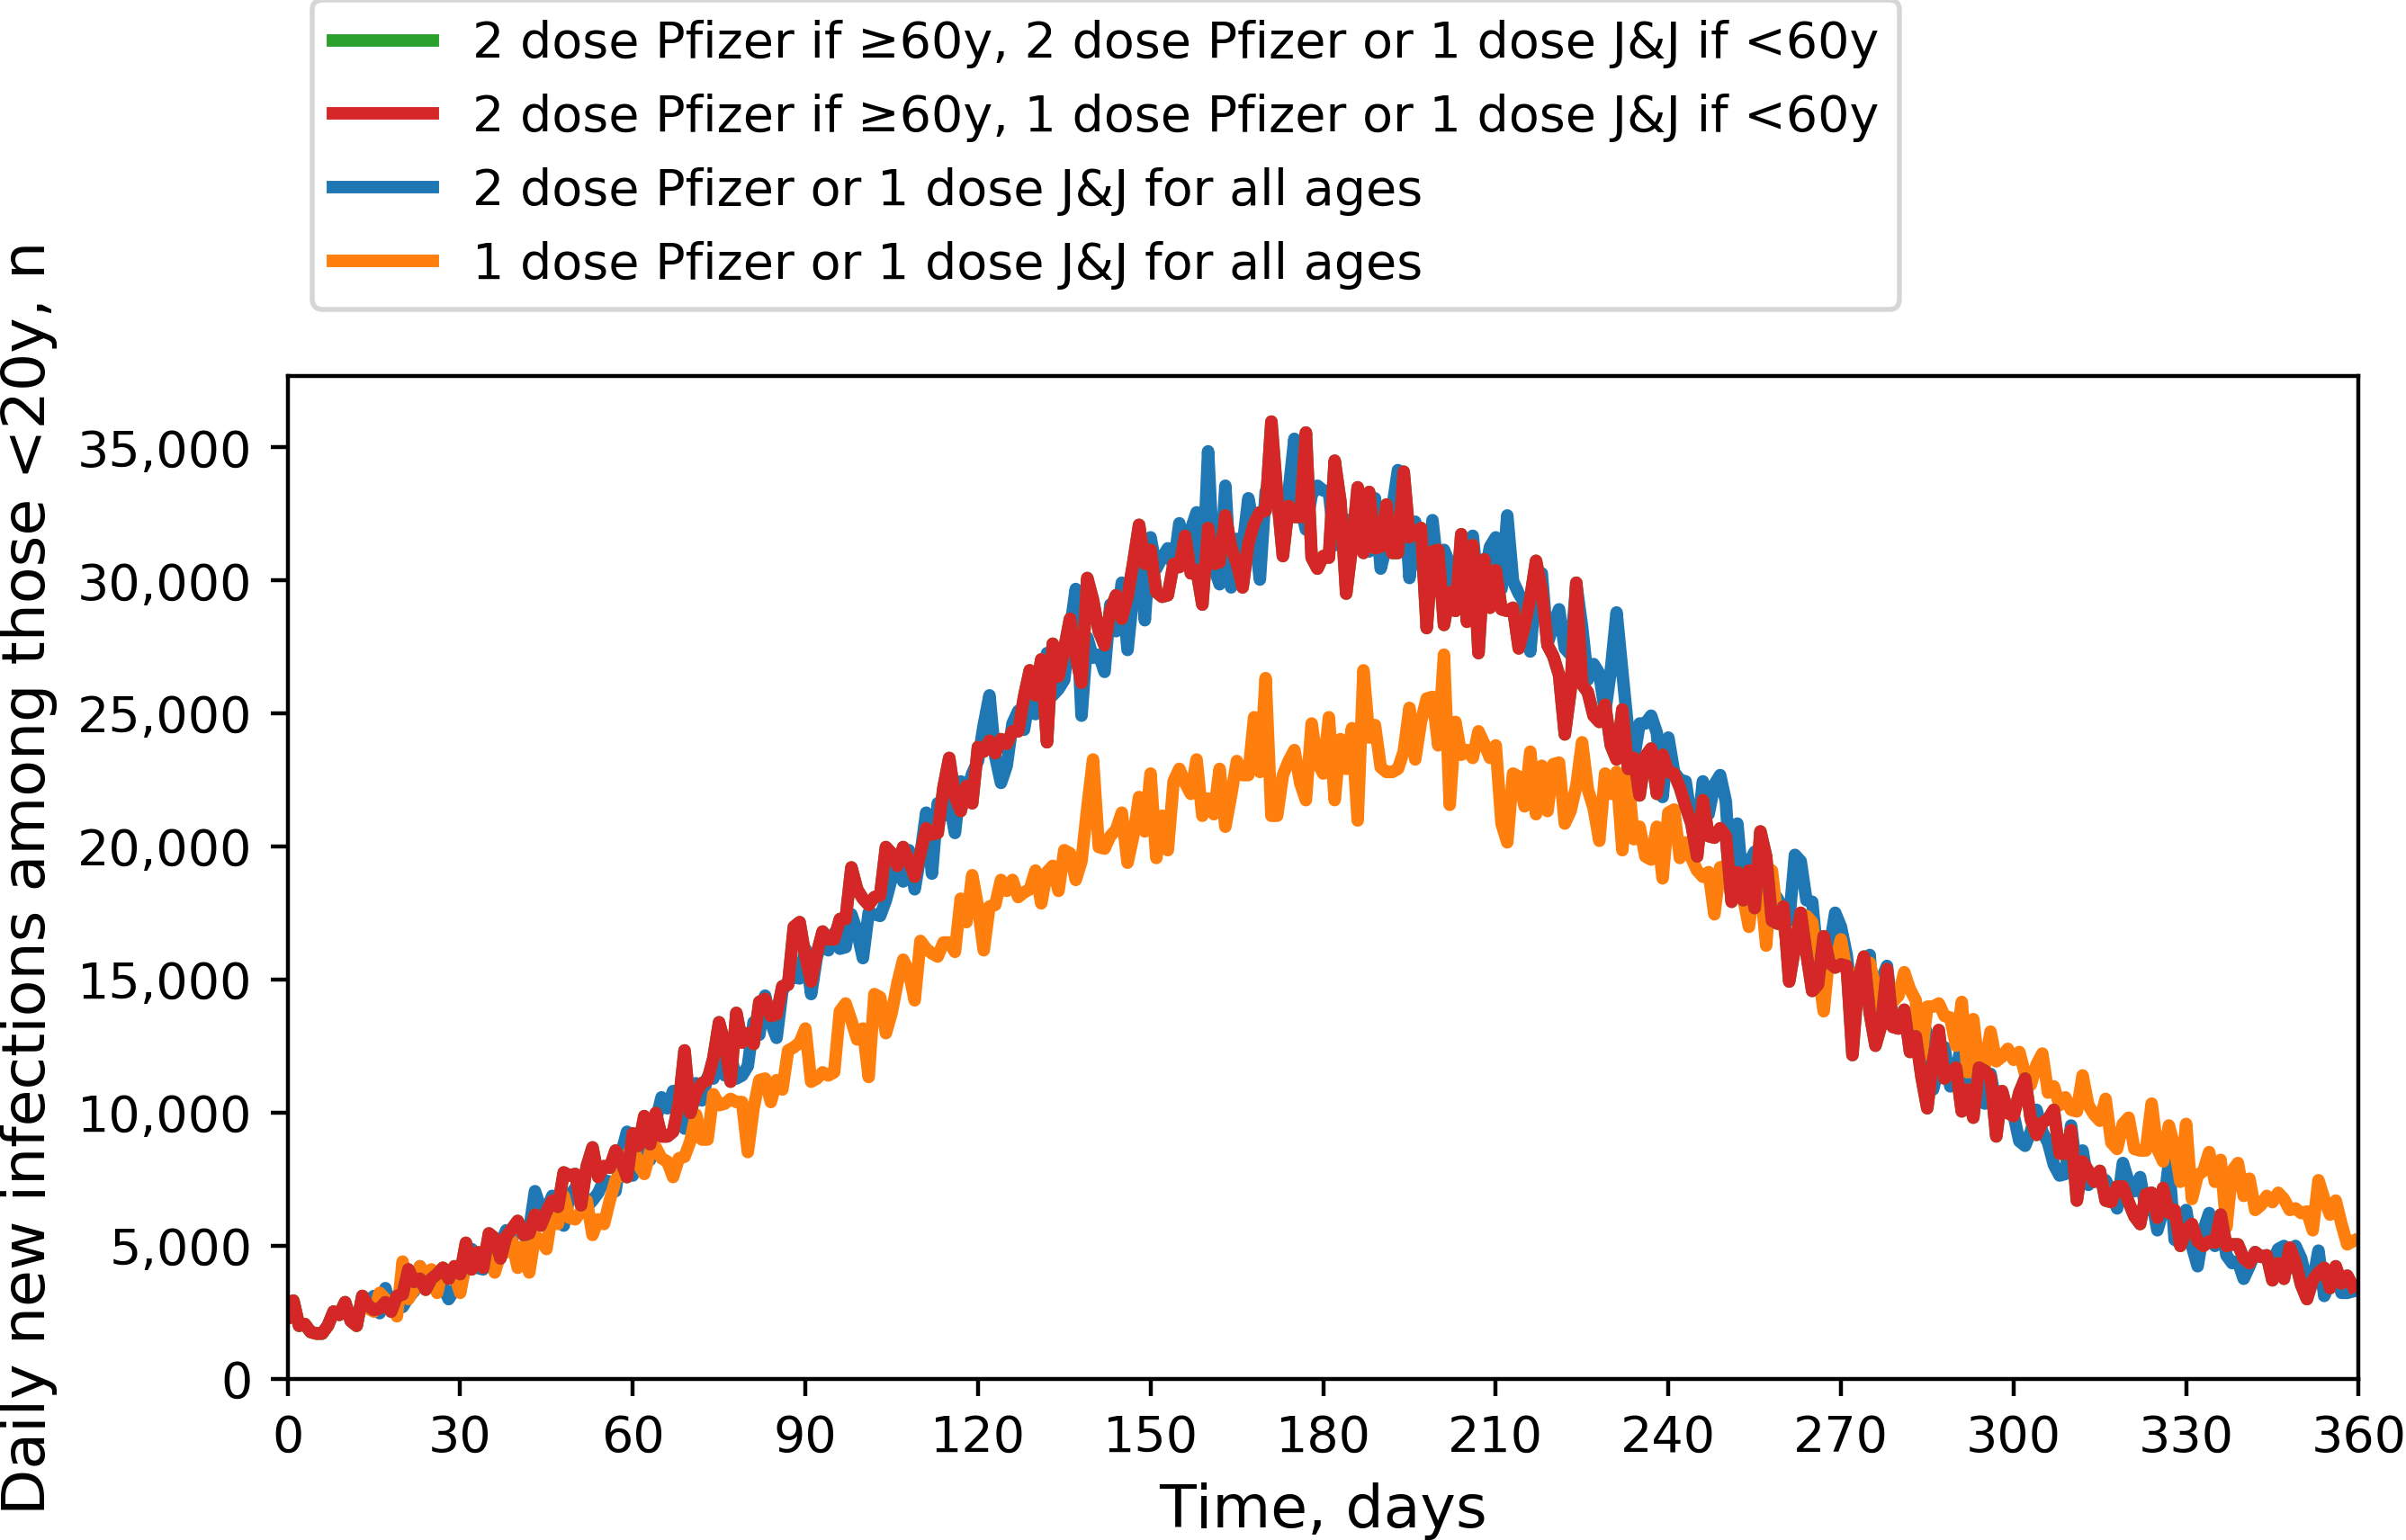 2 dose Pfizer if ≥60y, 2 dose Pfizer or 1 dose J&J if <60y
2 dose Pfizer if ≥60y, 1 dose Pfizer or 1 dose J&J if <60y
2 dose Pfizer or 1 dose J&J for all ages
1 dose Pfizer or 1 dose J&J for all ages
Daily new infections among those <20y, n
35,000
30,000
25,000
20,000
15,000
10,000
5,000
0
0 30 60 90 120 150 180 210 240 270 300 330 360
Time, days